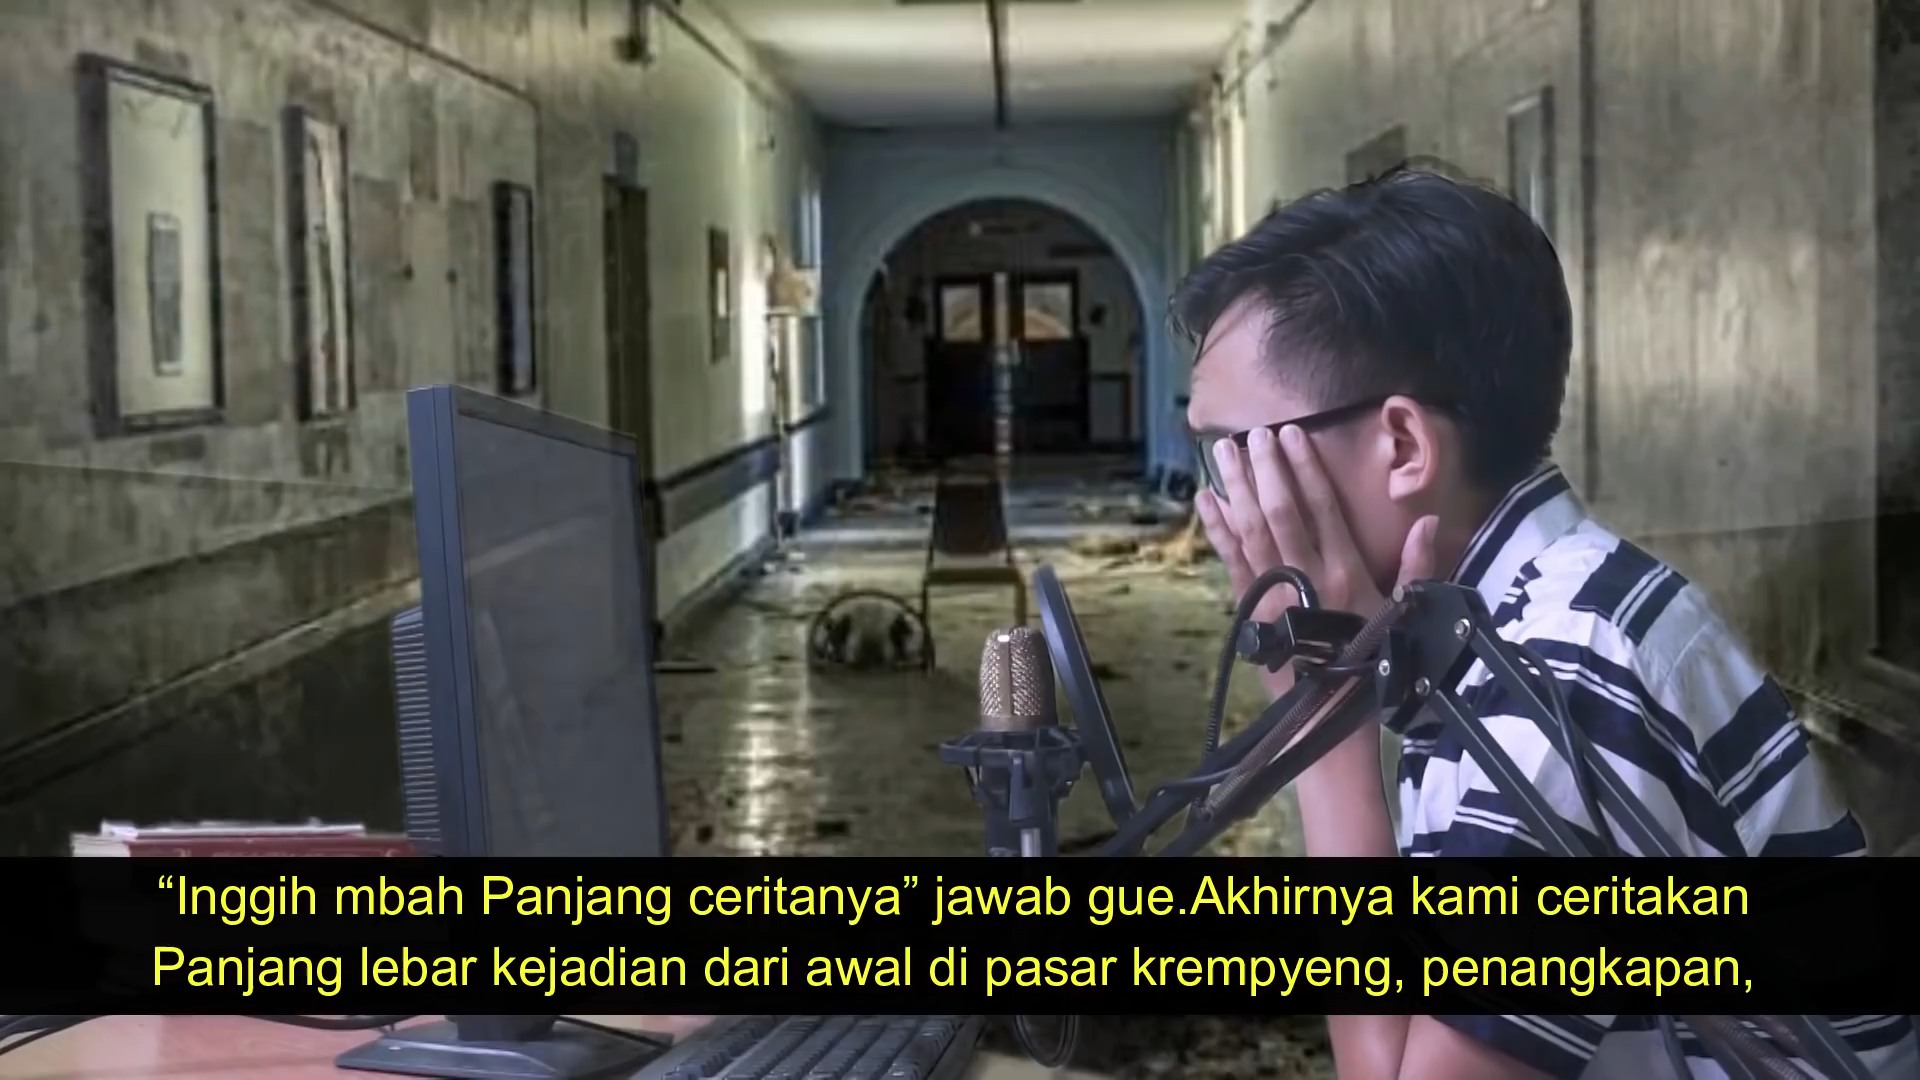 “Inggih mbah Panjang ceritanya” jawab gue.Akhirnya kami ceritakan
Panjang lebar kejadian dari awal di pasar krempyeng, penangkapan,